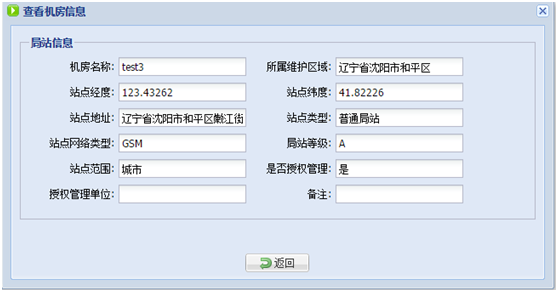 查看机房信息
局站信息
机房名称: test3 所属维护区域: 辽宁省沈阳市和平区
站点经度: 123.43262 站点纬度: 41.82226
站点地址: 辽宁省沈阳市和平区嫩江街 站点类型: 普通局站
站点网络类型: GSM 局站等级: A
站点范围: 城市 是否授权管理: 是
授权管理单位: 备注:
返回